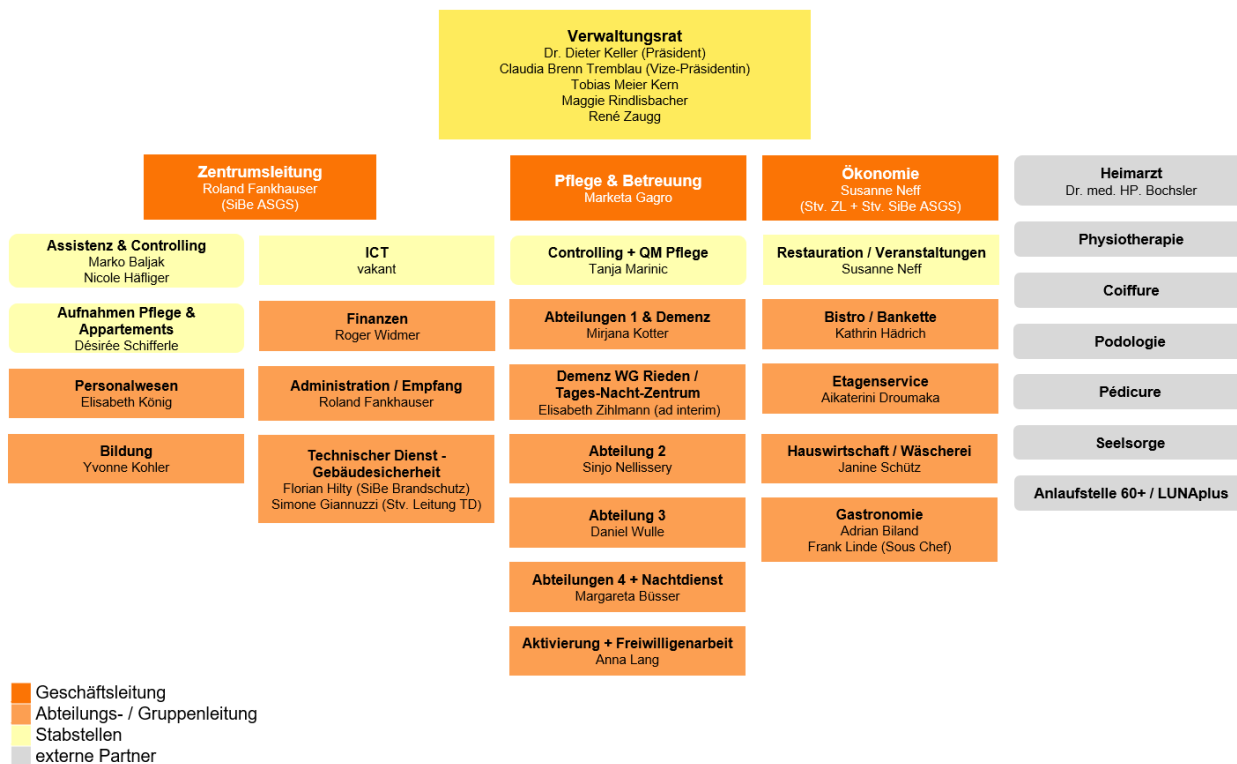 Verwaltungsrat
Dr. Dieter Keller (Präsident)
Claudia Brenn Tremblau (Vize-Präsidentin)
Tobias Meier Kern
Maggie Rindlisbacher
René Zaugg
Zentrumsleitung
Roland Fankhauser
(SiBe ASGS)
Assistenz & Controlling
Marko Baljak
Nicole Häfliger
Aufnahmen Pflege &
Appartements
Désirée Schifferle
Personalwesen
Elisabeth König
Bildung
Yvonne Kohler
ICT
vakant
Finanzen
Roger Widmer
Administration / Empfang
Roland Fankhauser
Technischer Dienst -
Gebäudesicherheit
Florian Hilty (SiBe Brandschutz)
Simone Giannuzzi (Stv. Leitung TD)
Pflege & Betreuung
Marketa Gagro
Controlling + QM Pflege
Tanja Marinic
Abteilungen 1 & Demenz
Mirjana Kotter
Demenz WG Rieden /
Tages-Nacht-Zentrum
Elisabeth Zihlmann (ad interim)
Abteilung 2
Sinjo Nellissery
Abteilung 3
Daniel Wulle
Abteilungen 4 + Nachtdienst
Margareta Büsser
Aktivierung + Freiwilligenarbeit
Anna Lang
Ökonomie
Susanne Neff
(Stv. ZL + Stv. SiBe ASGS)
Restauration / Veranstaltungen
Susanne Neff
Bistro / Bankette
Kathrin Hädrich
Etagenservice
Aikaterini Droumaka
Hauswirtschaft / Wäscherei
Janine Schütz
Gastronomie
Adrian Biland
Frank Linde (Sous Chef)
Heimarzt
Dr. med. HP. Bochsler
Physiotherapie
Coiffure
Podologie
Pédicure
Seelsorge
Anlaufstelle 60+ / LUNAplus
Geschäftsleitung
Abteilungs- / Gruppenleitung
Stabstellen
externe Partner